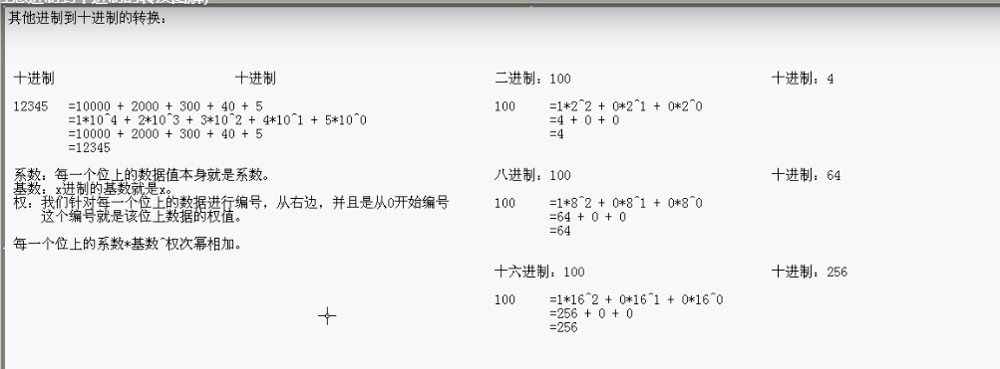 其他进制到十进制的转换:
十进制 十进制
12345 =10000 + 2000 + 300 + 40 + 5
=1*10^4 + 2*10^3 + 3*10^2 + 4*10^1 + 5*10^0
=10000 + 2000 + 300 + 40 + 5
=12345
系数: 每一个位上的数据值本身就是系数。
基数: x进制的基数就是x。
权: 我们针对每一个位上的数据进行编号, 从右边, 并且是从0开始编号
这个编号就是该位上数据的权值。
每一个位上的系数*基数^权次幂相加。
二进制: 100 十进制: 4
100 =1*2^2 + 0*2^1 + 0*2^0
=4 + 0 + 0
=4
八进制: 100 十进制: 64
100 =1*8^2 + 0*8^1 + 0*8^0
=64 + 0 + 0
=64
十六进制: 100 十进制: 256
100 =1*16^2 + 0*16^1 + 0*16^0
=256 + 0 + 0
=256